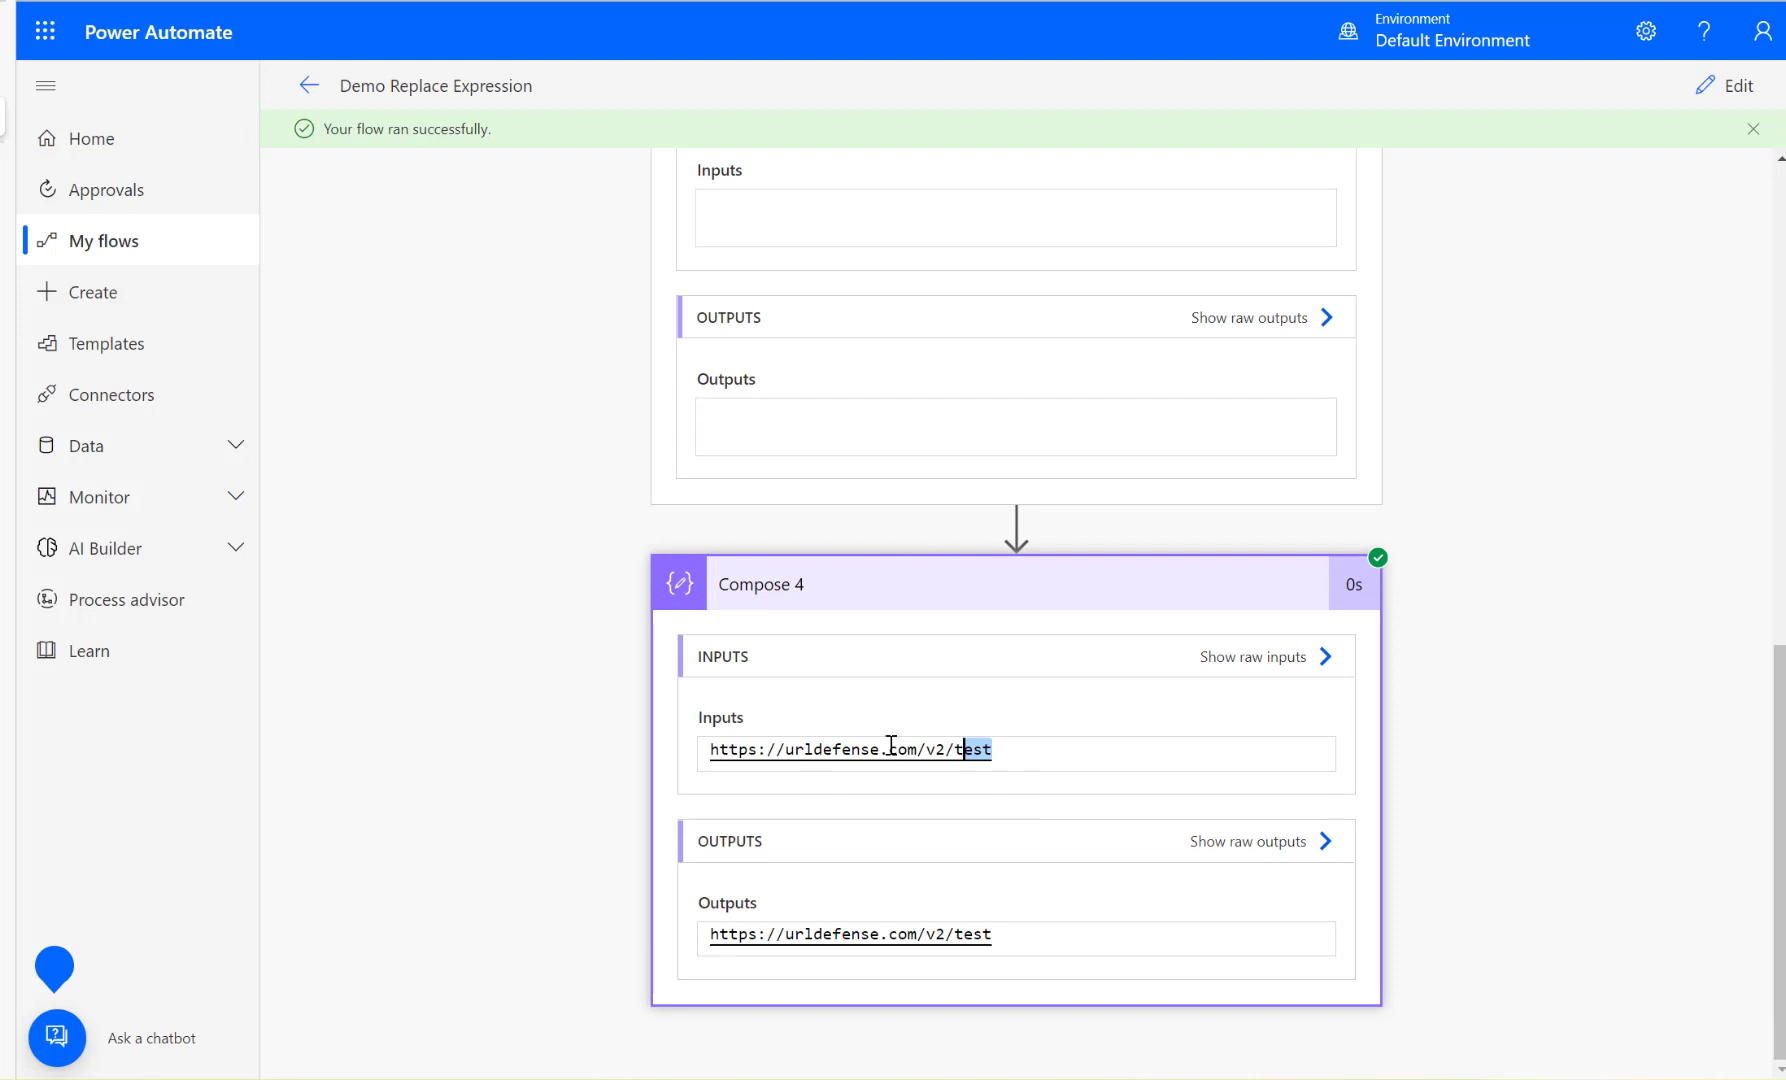 Power Automate
Environment
Default Environment
Demo Replace Expression
Edit
Your flow ran successfully.
Home
Approvals
My flows
Create
Templates
Connectors
Data
Monitor
AI Builder
Process advisor
Learn
Ask a chatbot
Inputs
OUTPUTS
Show raw outputs
Outputs
Compose 4
0s
INPUTS
Show raw inputs
Inputs
https://urldefense.com/v2/test
OUTPUTS
Show raw outputs
Outputs
https://urldefense.com/v2/test